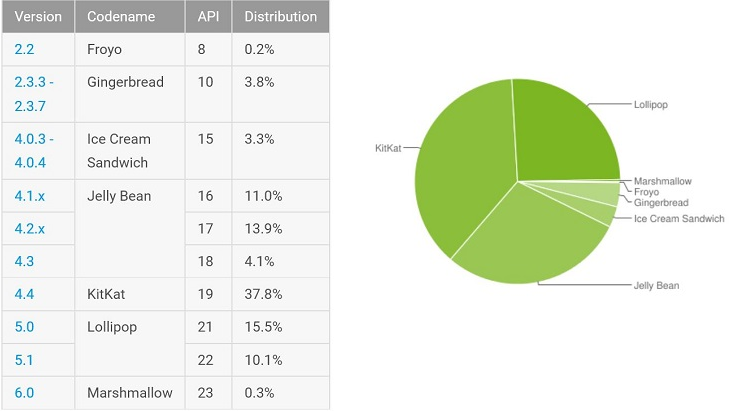 Version Codename API Distribution
2.2 Froyo 8 0.2%
2.3.3 - Gingerbread 10 3.8%
2.3.7
4.0.3 - Ice Cream 15 3.3%
4.0.4 Sandwich
4.1.x Jelly Bean 16 11.0%
4.2.x 17 13.9%
4.3 18 4.1%
4.4 KitKat 19 37.8%
5.0 Lollipop 21 15.5%
5.1 22 10.1%
6.0 Marshmallow 23 0.3%
Lollipop
KitKat
Marshmallow
Froyo
Gingerbread
Ice Cream Sandwich
Jelly Bean